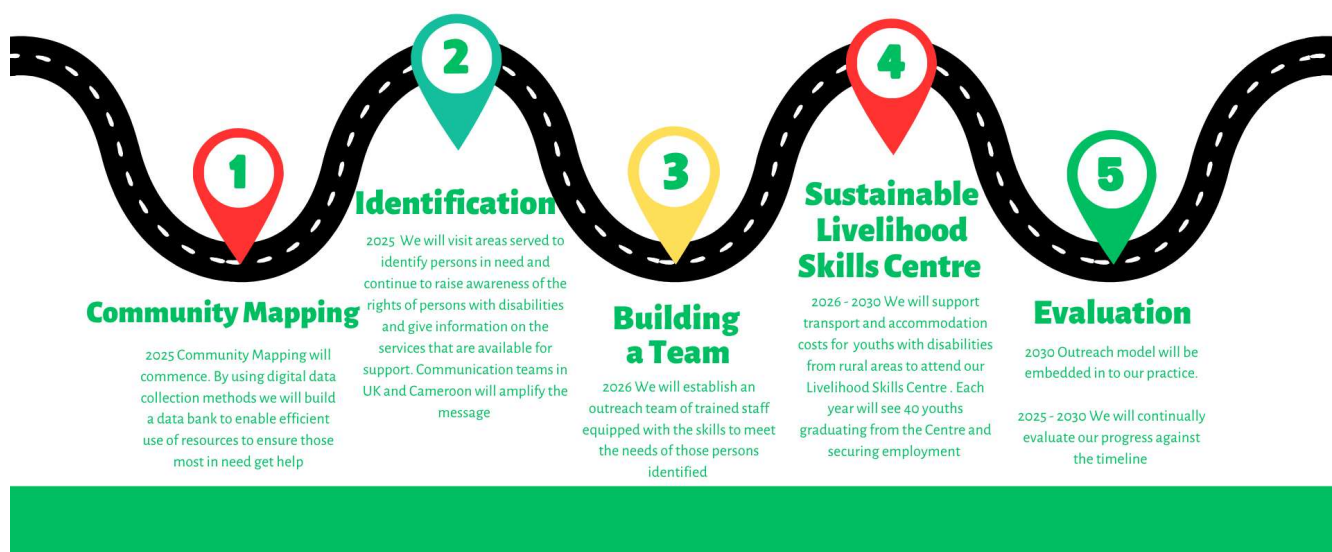 1
Community Mapping
2025 Community Mapping will
commence. By using digital data
collection methods we will build
a data bank to enable efficient
use of resources to ensure those
most in need get help
2
Identification
2025 We will visit areas served to
identify persons in need and
continue to raise awareness of the
rights of persons with disabilities
and give information on the
services that are available for
support. Communication teams in
UK and Cameroon will amplify the
message
3
Building
a Team
2026 We will establish an
outreach team of trained staff
equipped with the skills to meet
the needs of those persons
identified
4
Sustainable
Livelihood
Skills Centre
2026 - 2030 We will support
transport and accommodation
costs for youths with disabilities
from rural areas to attend our
Livelihood Skills Centre . Each
year will see 40 youths
graduating from the Centre and
securing employment
5
Evaluation
2030 Outreach model will be
embedded in to our practice.
2025 - 2030 We will continually
evaluate our progress against
the timeline